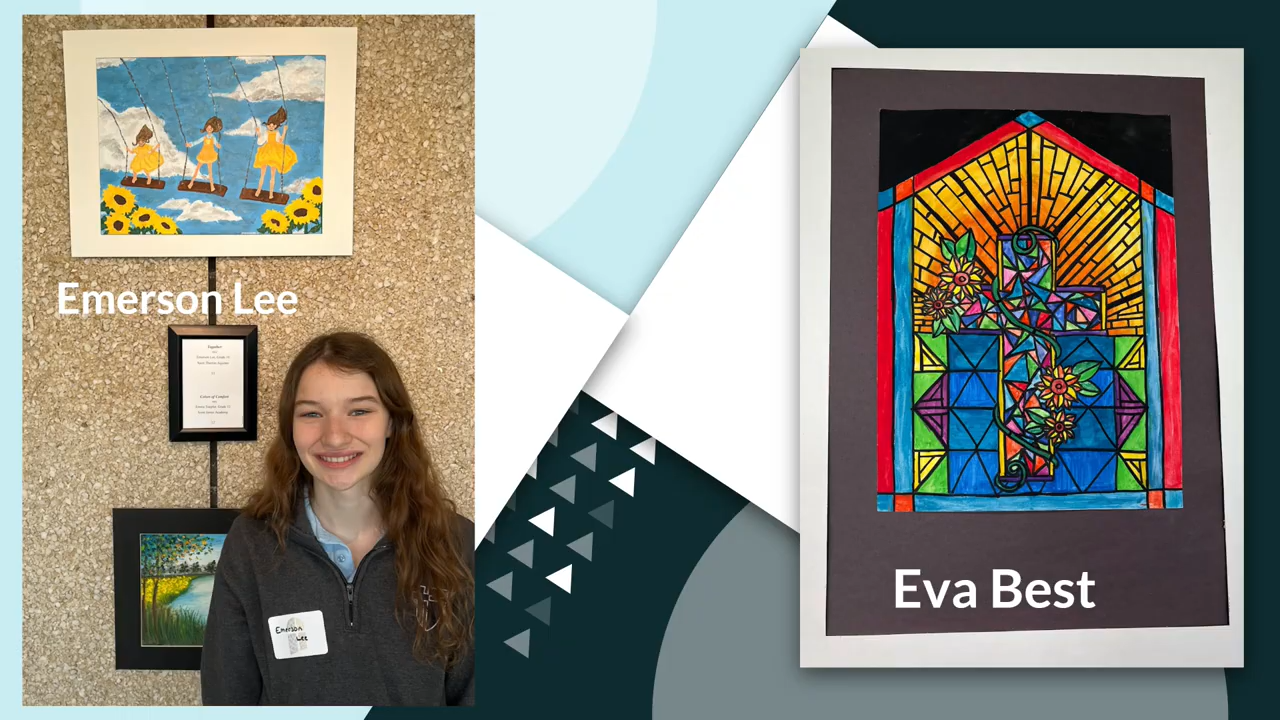 Emerson Lee
Together
Colors of Comfort
Emerson
Lee
Eva Best